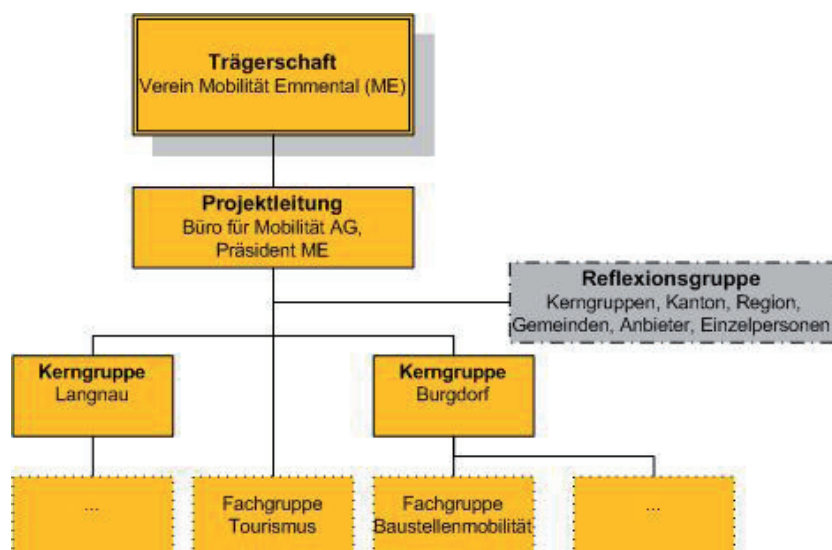 Trägerschaft
Verein Mobilität Emmental (ME)
Projektleitung
Büro für Mobilität AG,
Präsident ME
Reflexionsgruppe
Kerngruppen, Kanton, Region,
Gemeinden, Anbieter, Einzelpersonen
Kerngruppe
Langnau
Kerngruppe
Burgdorf
...
Fachgruppe
Tourismus
Fachgruppe
Baustellenmobilität
...